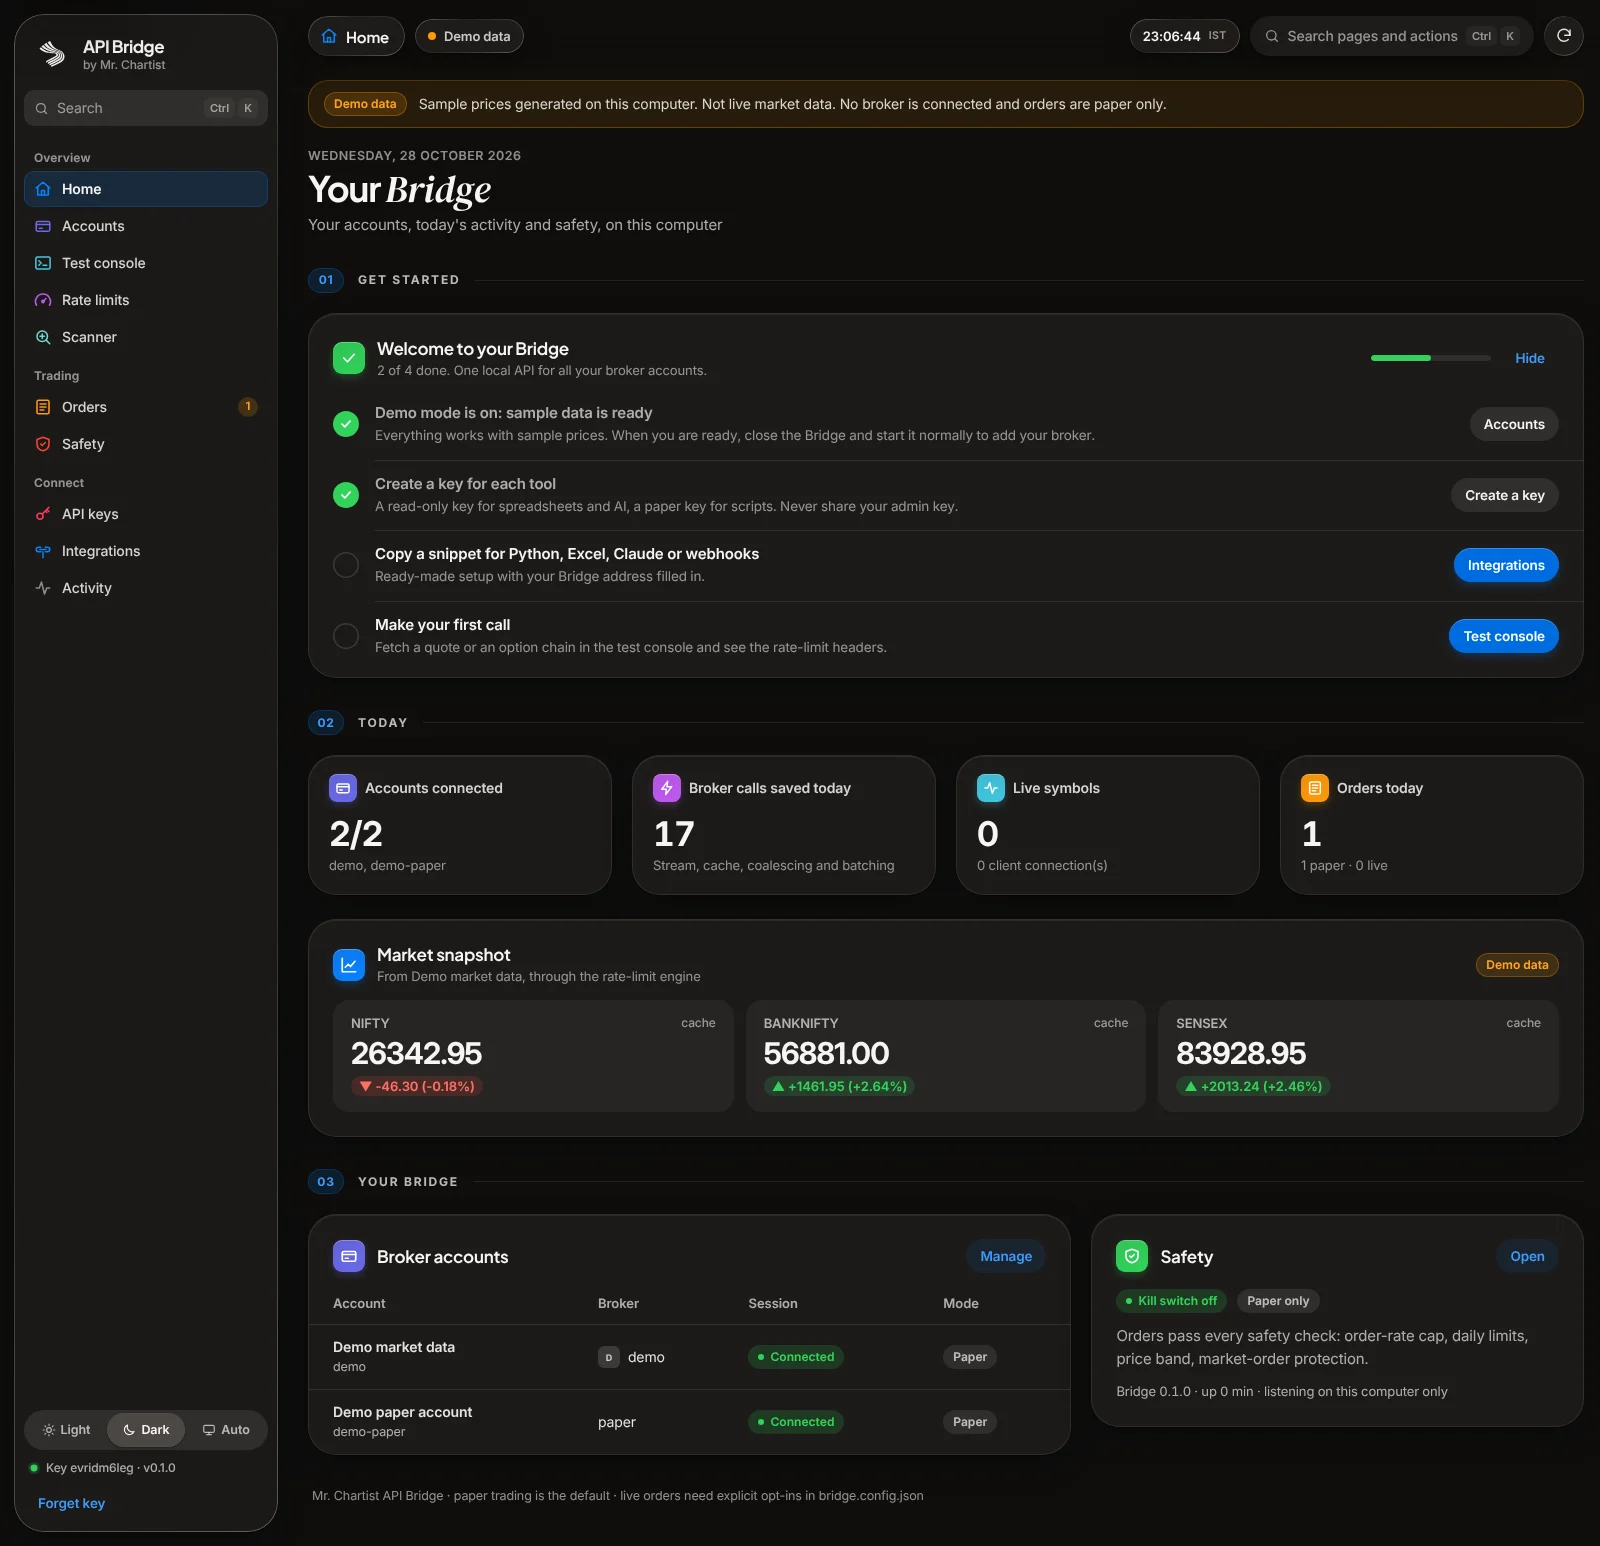 API Bridge
by Mr. Chartist
Search Ctrl K
Overview
Home
Accounts
Test console
Rate limits
Scanner
Trading
Orders 1
Safety
Connect
API keys
Integrations
Activity
Light Dark Auto
Key evridm6leg · v0.1.0
Forget key
Home Demo data
23:06:44 IST
Search pages and actions Ctrl K
Demo data Sample prices generated on this computer. Not live market data. No broker is connected and orders are paper only.
WEDNESDAY, 28 OCTOBER 2026
Your Bridge
Your accounts, today's activity and safety, on this computer
01 GET STARTED
Welcome to your Bridge
2 of 4 done. One local API for all your broker accounts.
Hide
Demo mode is on: sample data is ready
Everything works with sample prices. When you are ready, close the Bridge and start it normally to add your broker.
Accounts
Create a key for each tool
A read-only key for spreadsheets and AI, a paper key for scripts. Never share your admin key.
Create a key
Copy a snippet for Python, Excel, Claude or webhooks
Ready-made setup with your Bridge address filled in.
Integrations
Make your first call
Fetch a quote or an option chain in the test console and see the rate-limit headers.
Test console
02 TODAY
Accounts connected
2/2
demo, demo-paper
Broker calls saved today
17
Stream, cache, coalescing and batching
Live symbols
0
0 client connection(s)
Orders today
1
1 paper · 0 live
Market snapshot
From Demo market data, through the rate-limit engine
Demo data
NIFTY cache
26342.95
▼ -46.30 (-0.18%)
BANKNIFTY cache
56881.00
▲ +1461.95 (+2.64%)
SENSEX cache
83928.95
▲ +2013.24 (+2.46%)
03 YOUR BRIDGE
Broker accounts
Manage
Account Broker Session Mode
Demo market data
demo
D demo
Connected
Paper
Demo paper account
demo-paper
paper
Connected
Paper
Safety
Open
Kill switch off Paper only
Orders pass every safety check: order-rate cap, daily limits,
price band, market-order protection.
Bridge 0.1.0 · up 0 min · listening on this computer only
Mr. Chartist API Bridge · paper trading is the default · live orders need explicit opt-ins in bridge.config.json